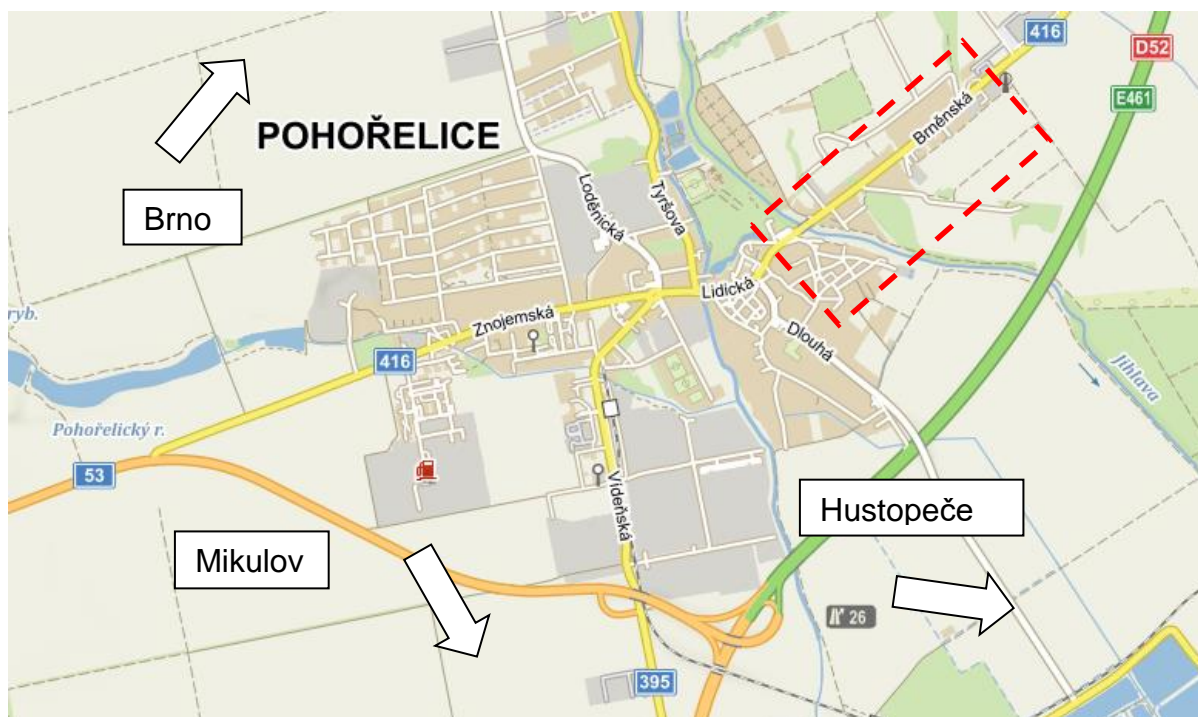 416
D52
E461
Brněnská
POHOŘELICE
Brno
Loděnická
Tyršova
Lidická
Znojemská
Dlouhá
ryb.
416
Jihlava
Pohořelický r.
53
Vídeňská
Hustopeče
Mikulov
26
395